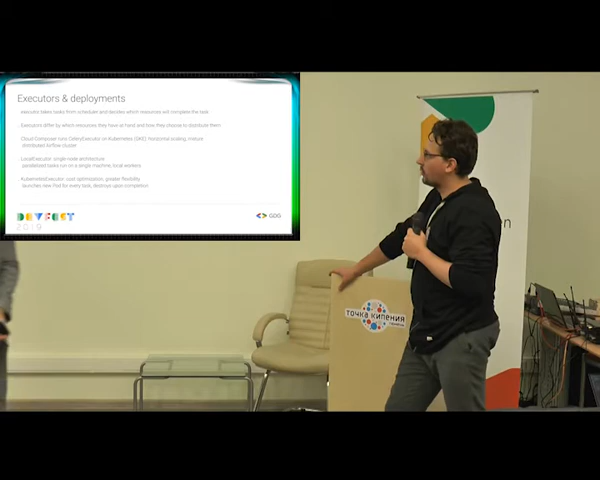 Executors & deployments
executor takes tasks from scheduler and decides which resources will complete the task
Executors differ by which resources they have at hand and how they choose to distribute them
Cloud Composer runs CeleryExecutor on Kubernetes (GKE): horizontal scaling, mature
distributed Airflow cluster
LocalExecutor: single node architecture
parallelized tasks run on a single machine, local workers
KubernetesExecutor: cost optimization, greater flexibility
launches new Pod for every task, destroys upon completion
DEVFEST
2019
GDG
точка кипения
n